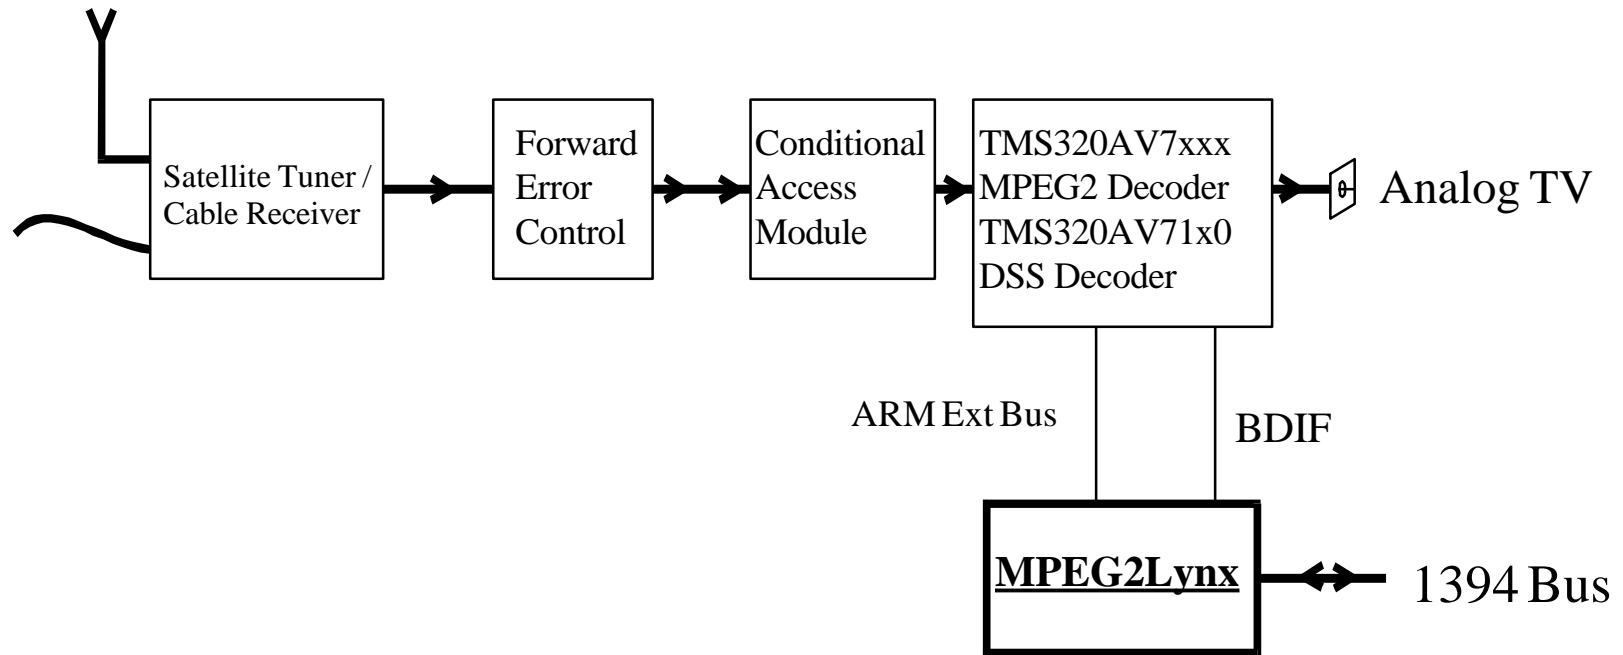 Satellite Tuner /
Cable Receiver
Forward
Error
Control
Conditional
Access
Module
TMS320AV7xxx
MPEG2 Decoder
TMS320AV71x0
DSS Decoder
Analog TV
ARM Ext Bus
BDIF
MPEG2Lynx
1394 Bus